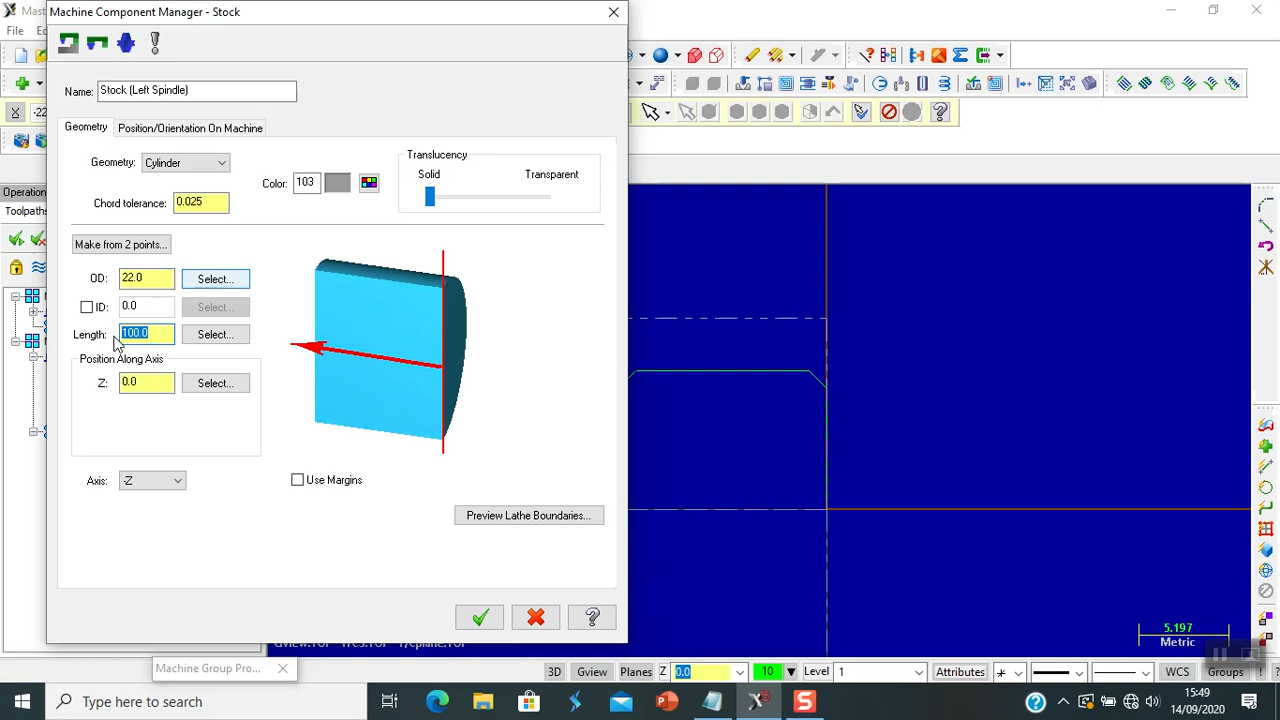 Machine Component Manager - Stock
Mast
File
Name: Stock (Left Spindle)
X -22
Geometry Position/Orientation On Machine
Geometry: Cylinder
Translucency
Solid Transparent
Color: 103
Chord tolerance: 0.025
Operation
Toolpaths
Make from 2 points...
OD: 22.0 Select...
ID: 0.0 Select...
Length: 100.0 Select...
Position Along Axis
Z: 0.0 Select...
Axis: -Z
Use Margins
Preview Lathe Boundaries...
5.197
Metric
Machine Group Pro...
3D Gview Planes Z 0.0 10 Level 1 Attributes WCS Groups ?
Type here to search
15:49
14/09/2020